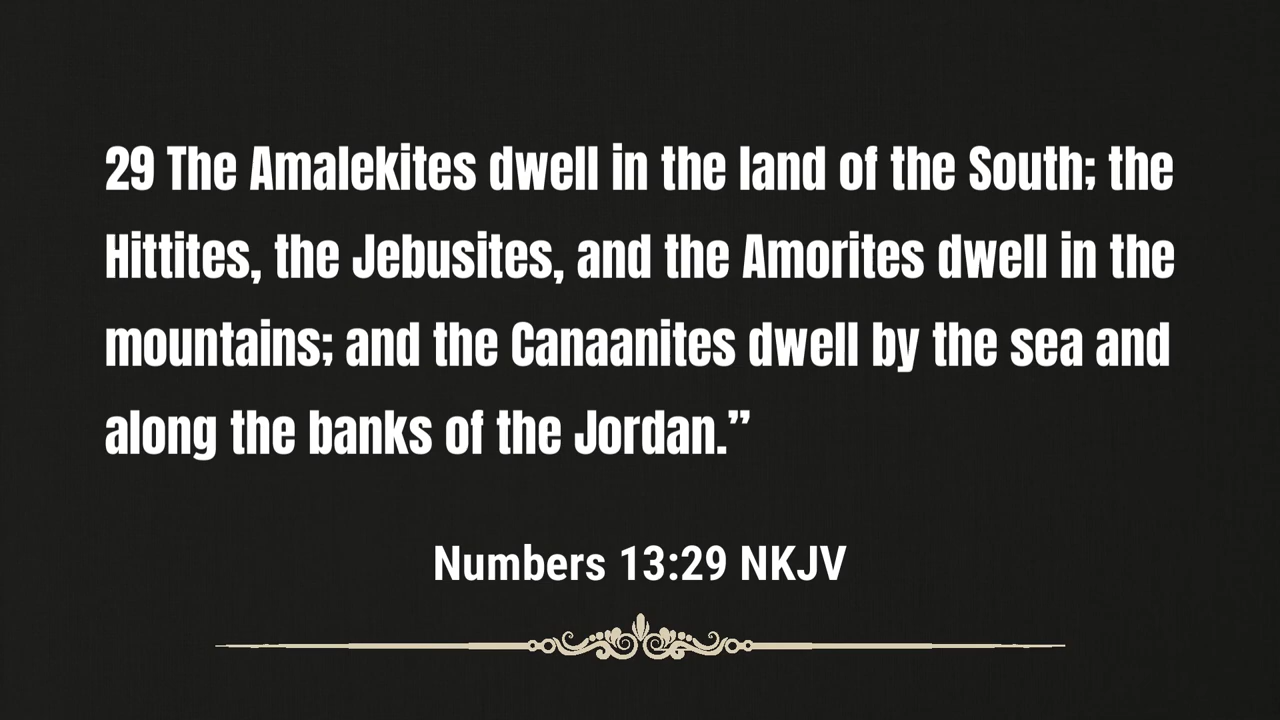 29 The Amalekites dwell in the land of the South; the
Hittites, the Jebusites, and the Amorites dwell in the
mountains; and the Canaanites dwell by the sea and
along the banks of the Jordan.”
Numbers 13:29 NKJV